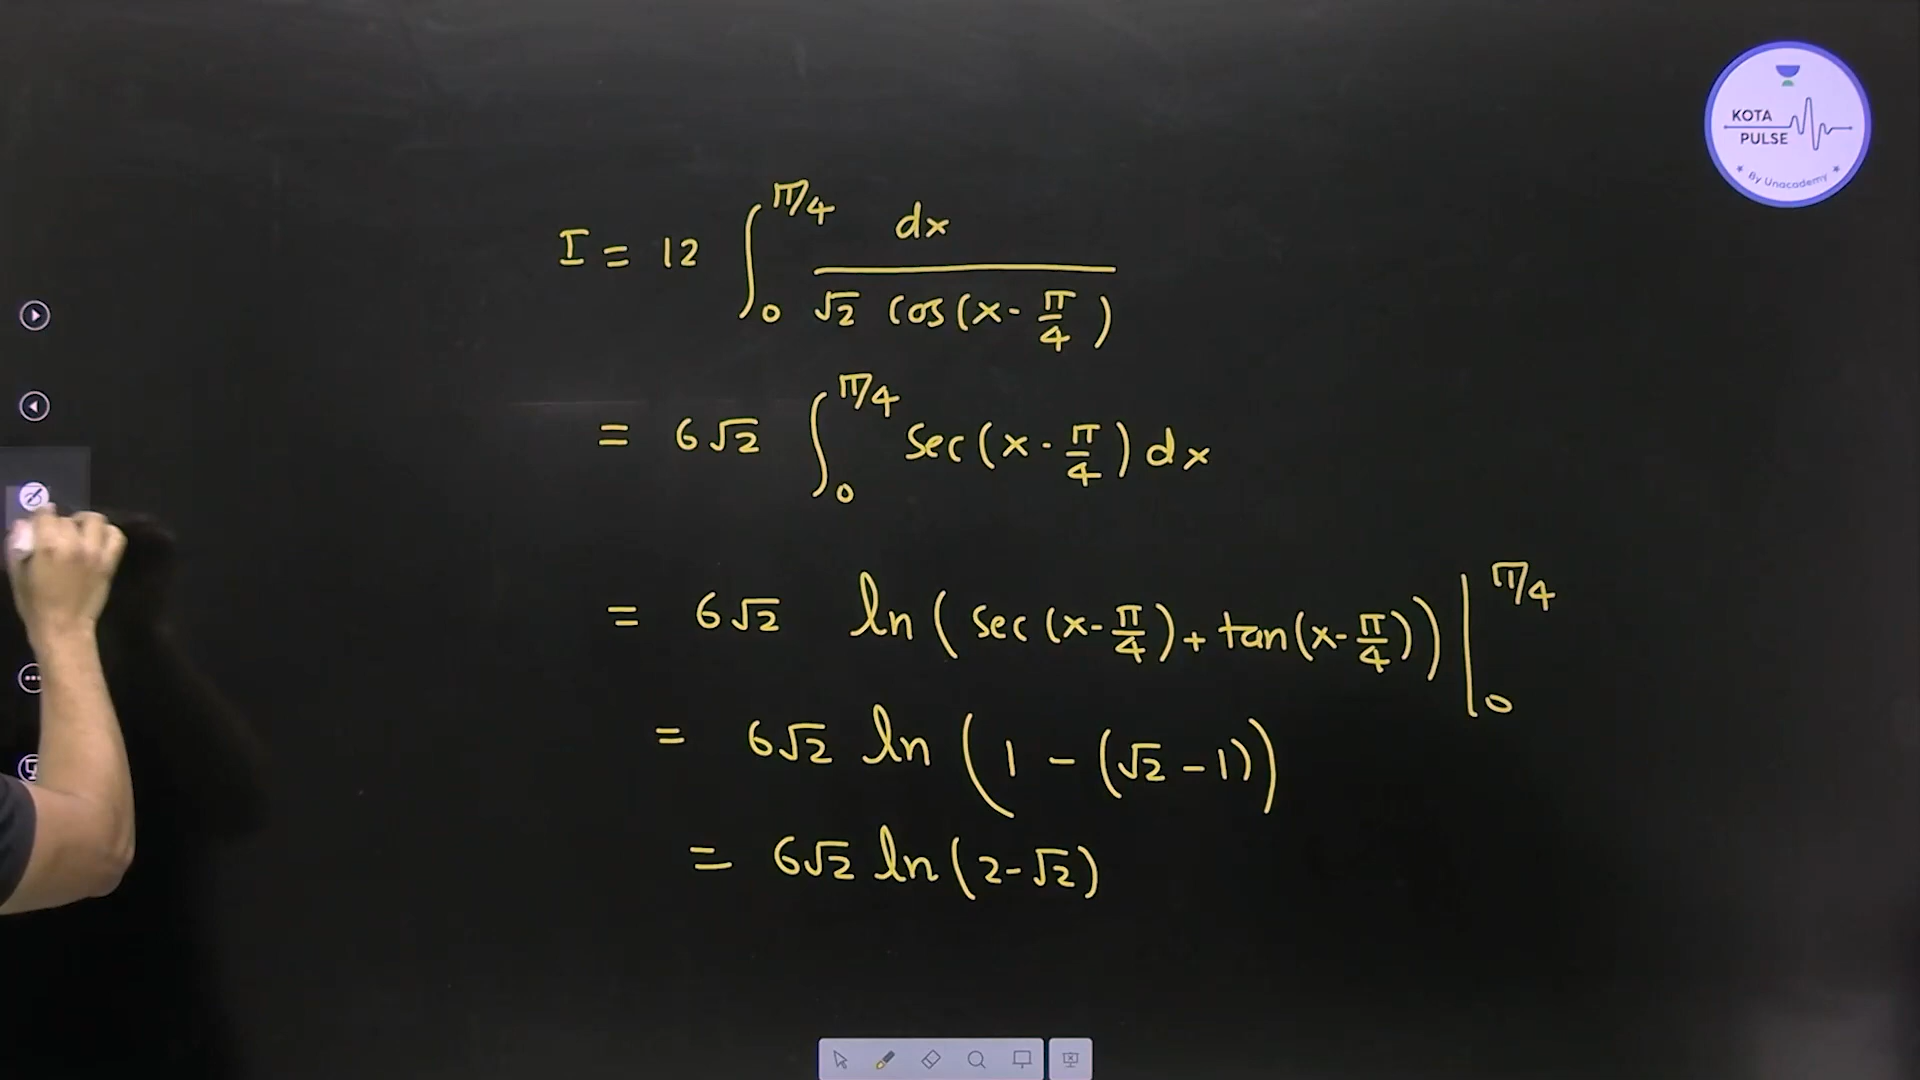 KOTA
PULSE
★ By Unacademy ★
I = 12 ∫₀^{π/4} dx / (√2 cos(x - π/4))
= 6√2 ∫₀^{π/4} sec(x - π/4) dx
= 6√2 ln(sec(x - π/4) + tan(x - π/4)) |₀^{π/4}
= 6√2 ln(1 - (√2 - 1))
= 6√2 ln(2 - √2)